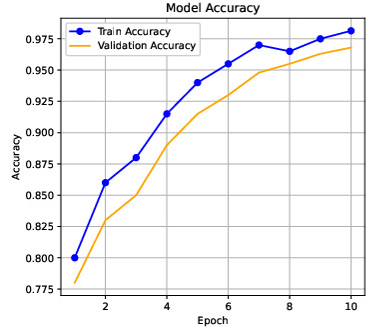 Model Accuracy
Train Accuracy
Validation Accuracy
0.975
0.950
0.925
0.900
0.875
0.850
0.825
0.800
0.775
Accuracy
2 4 6 8 10
Epoch